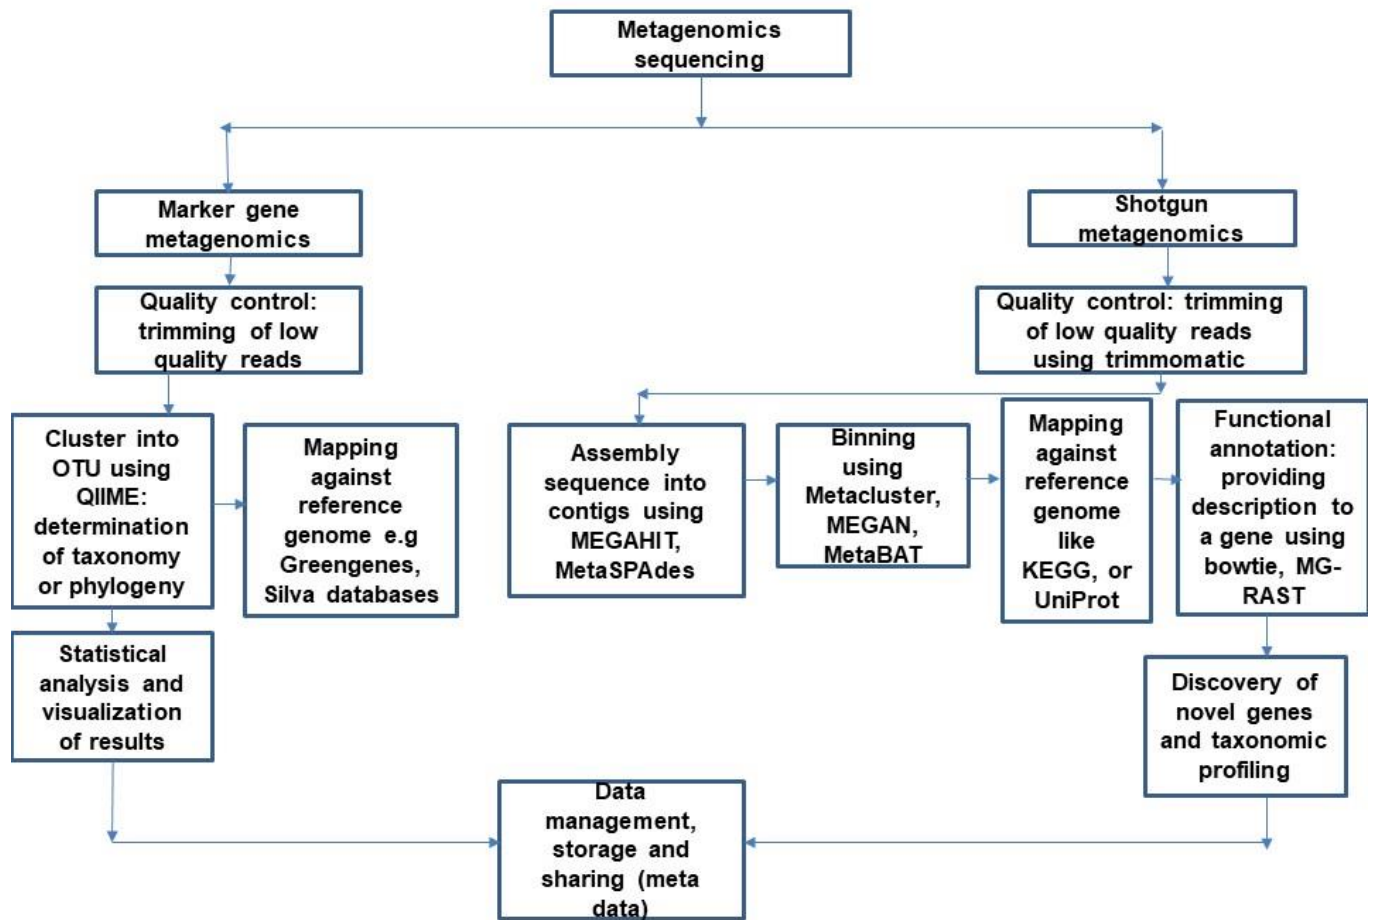 Metagenomics
sequencing
Marker gene
metagenomics
Shotgun
metagenomics
Quality control:
trimming of low
quality reads
Quality control: trimming
of low quality reads
using trimmomatic
Cluster into
OTU using
QIIME:
determination
of taxonomy
or phylogeny
Mapping
against
reference
genome e.g
Greengenes,
Silva databases
Assembly
sequence into
contigs using
MEGAHIT,
MetaSPAdes
Binning
using
Metacluster,
MEGAN,
MetaBAT
Mapping
against
reference
genome
like
KEGG, or
UniProt
Functional
annotation:
providing
description to
a gene using
bowtie, MG-
RAST
Statistical
analysis and
visualization
of results
Discovery of
novel genes
and taxonomic
profiling
Data
management,
storage and
sharing (meta
data)